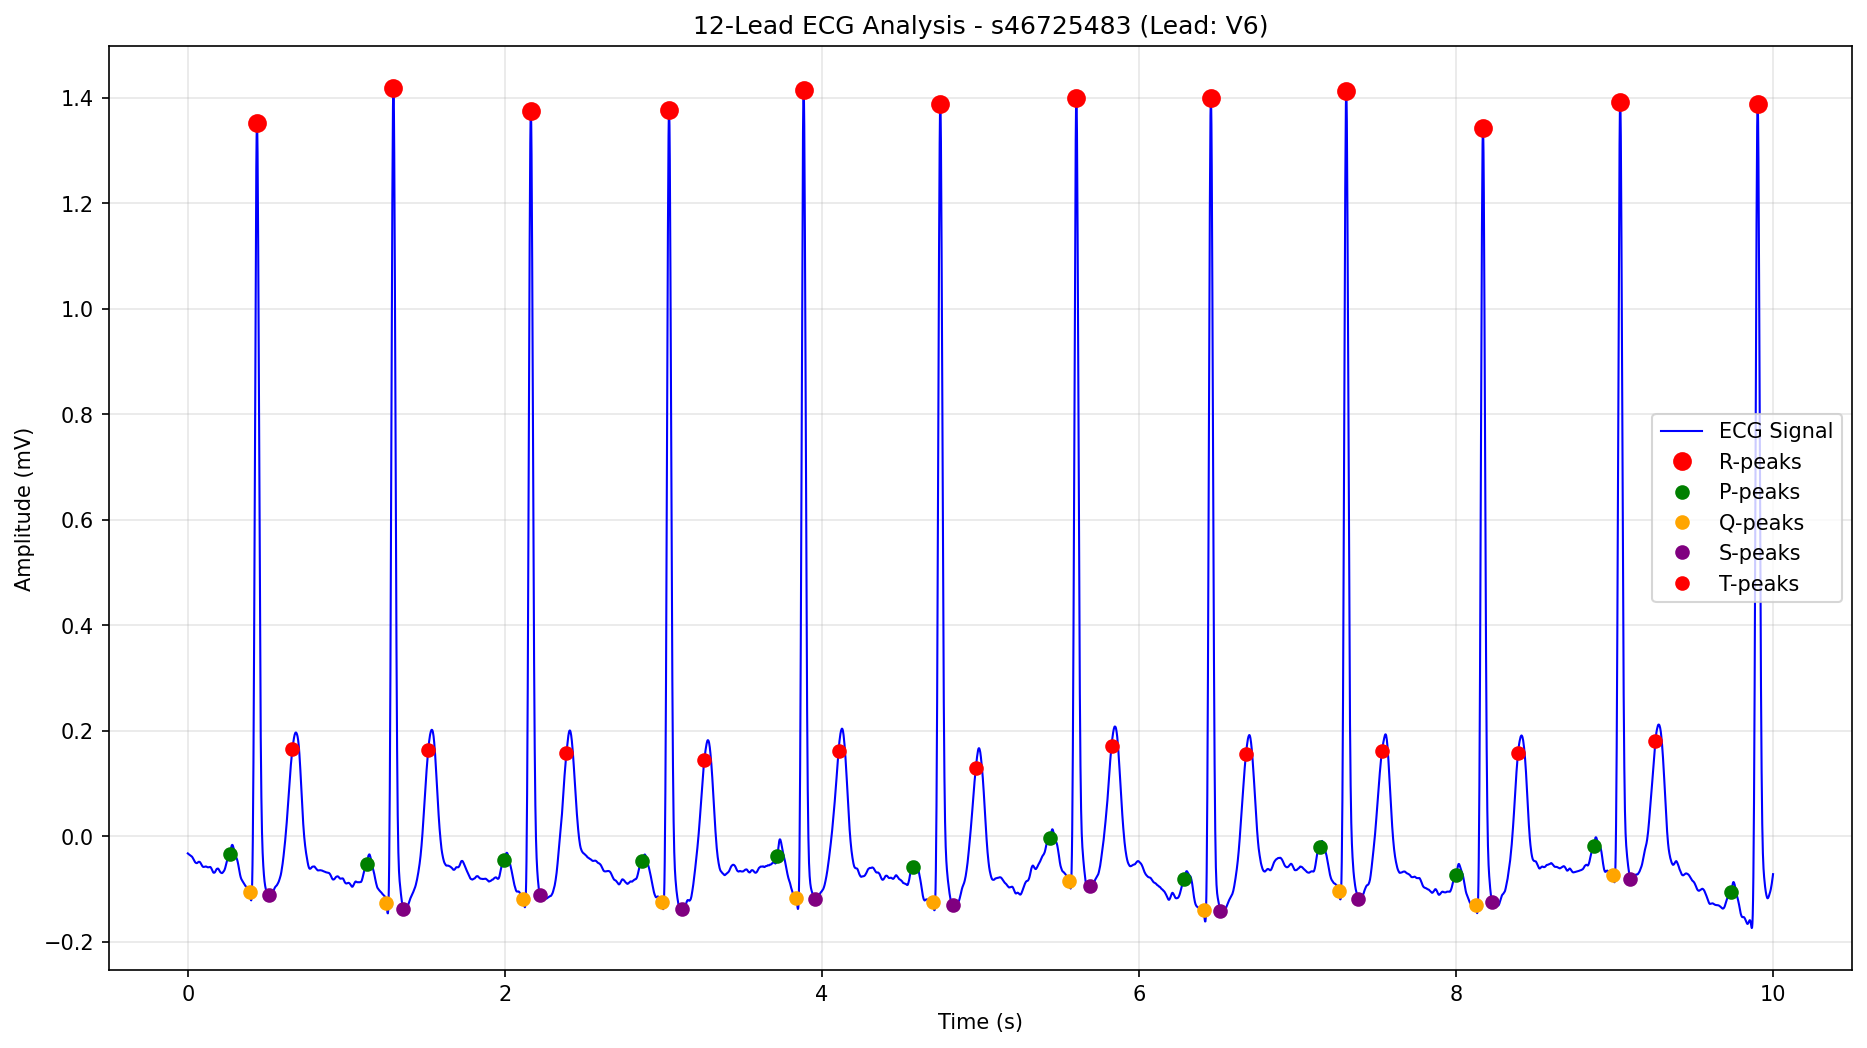 12-Lead ECG Analysis - s46725483 (Lead: V6)
Amplitude (mV)
1.4
1.2
1.0
0.8
0.6
0.4
0.2
0.0
−0.2
ECG Signal
R-peaks
P-peaks
Q-peaks
S-peaks
T-peaks
0 2 4 6 8 10
Time (s)